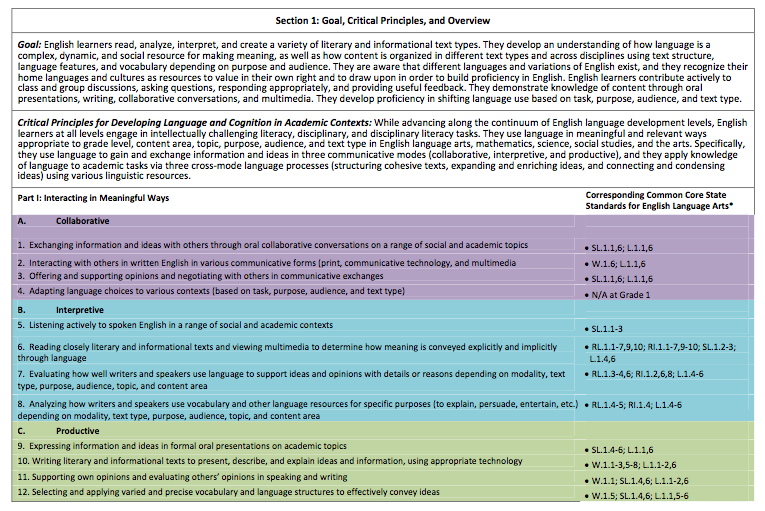 Section 1: Goal, Critical Principles, and Overview
Goal: English learners read, analyze, interpret, and create a variety of literary and informational text types. They develop an understanding of how language is
a complex, dynamic, and social resource for making meaning, as well as how content is organized in different text types and across disciplines using text structure,
language features, and vocabulary depending on purpose and audience. They are aware that different languages and variations of English exist, and they recognize their
home languages and cultures as resources to value in their own right and to draw upon in order to build proficiency in English. English learners contribute actively to
class and group discussions, asking questions, responding appropriately, and providing useful feedback. They demonstrate knowledge of content through oral
presentations, writing, collaborative conversations, and multimedia. They develop proficiency in shifting language use based on task, purpose, audience, and text type.
Critical Principles for Developing Language and Cognition in Academic Contexts: While advancing along the continuum of English language development levels, English
learners at all levels engage in intellectually challenging literacy, disciplinary, and disciplinary literacy tasks. They use language in meaningful and relevant ways
appropriate to grade level, content area, topic, purpose, audience, and text type in English language arts, mathematics, science, social studies, and the arts. Specifically,
they use language to gain and exchange information and ideas in three communicative modes (collaborative, interpretive, and productive), and they apply knowledge
of language to academic tasks via three cross-mode language processes (structuring cohesive texts, expanding and enriching ideas, and connecting and condensing
ideas) using various linguistic resources.
Part I: Interacting in Meaningful Ways
Corresponding Common Core State
Standards for English Language Arts*
A. Collaborative
1. Exchanging information and ideas with others through oral collaborative conversations on a range of social and academic topics
• SL.1.1,6; L.1.1,6
2. Interacting with others in written English in various communicative forms (print, communicative technology, and multimedia
• W.1.6; L.1.1,6
3. Offering and supporting opinions and negotiating with others in communicative exchanges
• SL.1.1,6; L.1.1,6
4. Adapting language choices to various contexts (based on task, purpose, audience, and text type)
• N/A at Grade 1
B. Interpretive
5. Listening actively to spoken English in a range of social and academic contexts
• SL.1.1-3
6. Reading closely literary and informational texts and viewing multimedia to determine how meaning is conveyed explicitly and implicitly
through language
• RL.1.1-7,9,10; RI.1.1-7,9-10; SL.1.2-3;
L.1.4,6
7. Evaluating how well writers and speakers use language to support ideas and opinions with details or reasons depending on modality, text
type, purpose, audience, topic, and content area
• RL.1.3-4,6; RI.1.2,6,8; L.1.4-6
8. Analyzing how writers and speakers use vocabulary and other language resources for specific purposes (to explain, persuade, entertain, etc.)
depending on modality, text type, purpose, audience, topic, and content area
• RL.1.4-5; RI.1.4; L.1.4-6
C. Productive
9. Expressing information and ideas in formal oral presentations on academic topics
• SL.1.4-6; L.1.1,6
10. Writing literary and informational texts to present, describe, and explain ideas and information, using appropriate technology
• W.1.1-3,5-8; L.1.1-2,6
11. Supporting own opinions and evaluating others' opinions in speaking and writing
• W.1.1; SL.1.4,6; L.1.1-2,6
12. Selecting and applying varied and precise vocabulary and language structures to effectively convey ideas
• W.1.5; SL.1.4,6; L.1.1,5-6